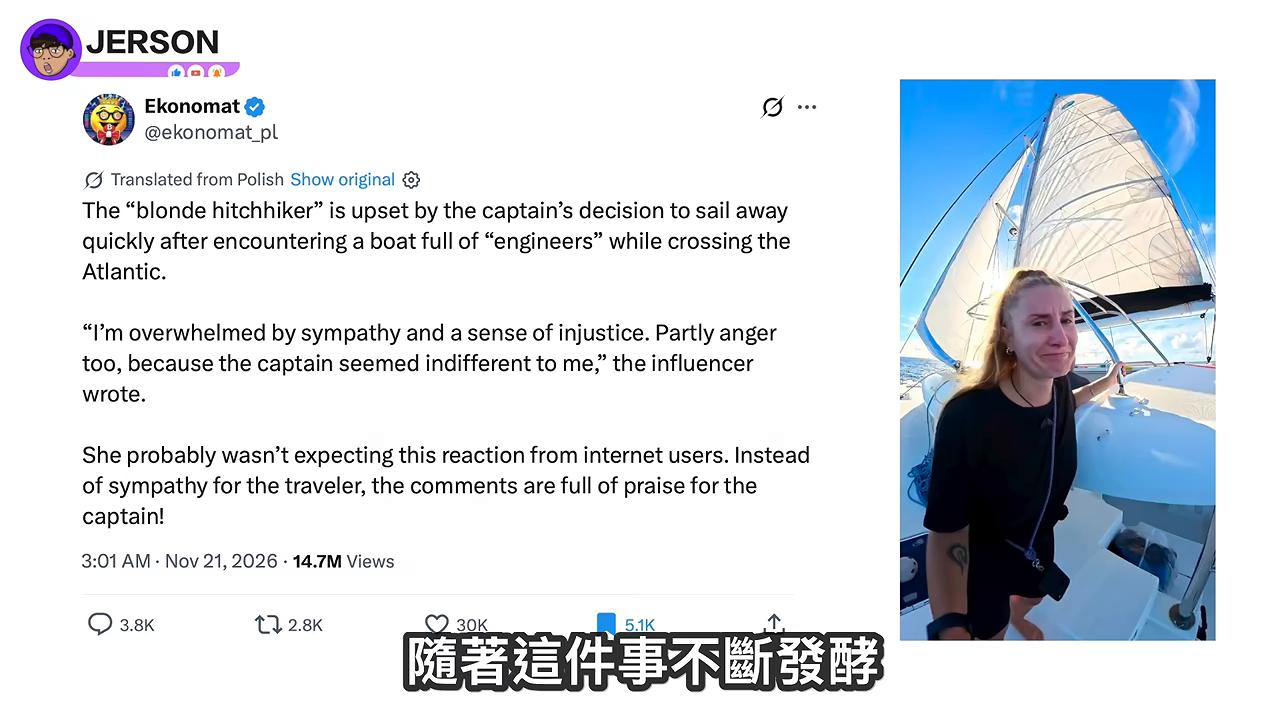 JERSON
Ekonomat
@ekonomat_pl
Translated from Polish Show original
The “blonde hitchhiker” is upset by the captain’s decision to sail away
quickly after encountering a boat full of “engineers” while crossing the
Atlantic.
“I’m overwhelmed by sympathy and a sense of injustice. Partly anger
too, because the captain seemed indifferent to me,” the influencer
wrote.
She probably wasn’t expecting this reaction from internet users. Instead
of sympathy for the traveler, the comments are full of praise for the
captain!
3:01 AM · Nov 21, 2026 · 14.7M Views
3.8K 2.8K 30K 5.1K
隨著這件事不斷發酵